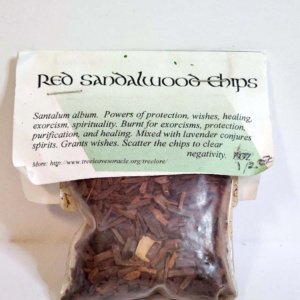 Red Sandalwood Chips
Santalum album. Powers of protection, wishes, healing,
exorcism, spirituality. Burnt for exorcisms, protection,
purification, and healing. Mixed with lavender conjures
spirits. Grants wishes. Scatter the chips to clear
negativity.
More: http://www.treeleavesoracle.org/treelore/